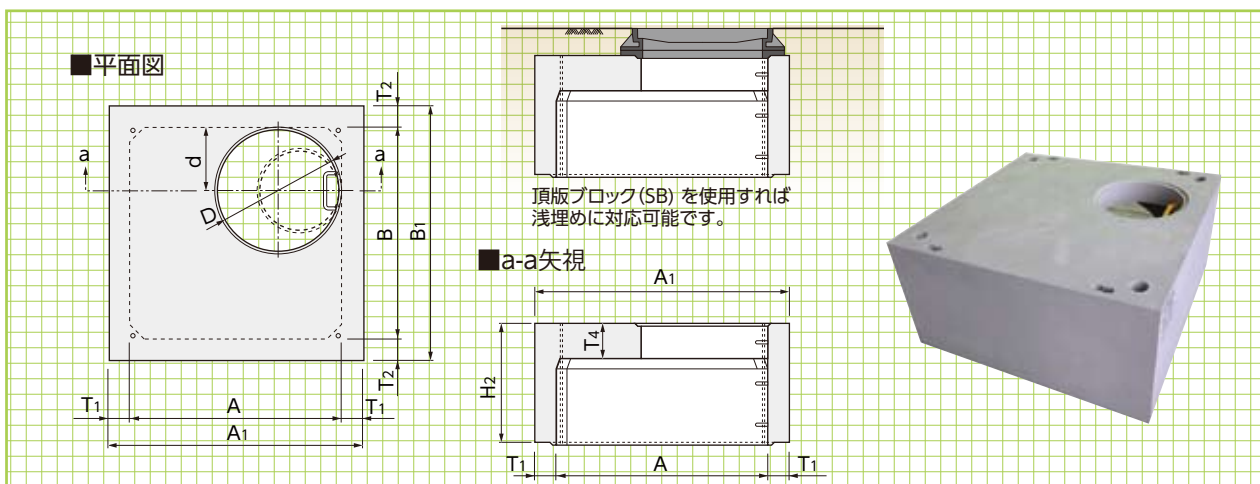 ■平面図
T2
a
d
a
D
B
B1
T2
T1
A
T1
A1
頂版ブロック(SB) を使用すれば
浅埋めに対応可能です。
■a-a矢視
A1
T4
H2
T1
A
T1